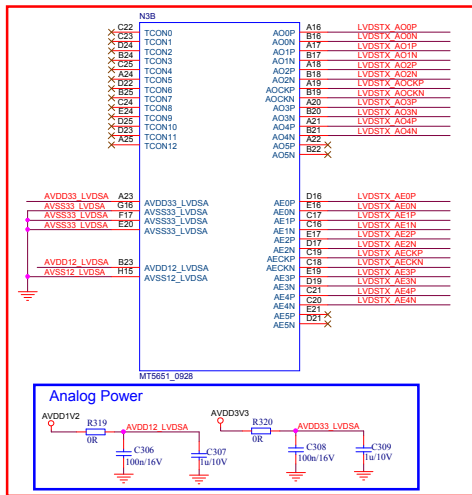 N3B
C22 TCON0 AO0P A16 LVDSTX_AO0P
C23 TCON1 AO0N B16 LVDSTX_AO0N
D24 TCON2 AO1P A17 LVDSTX_AO1P
B24 TCON3 AO1N B17 LVDSTX_AO1N
C25 TCON4 AO2P A18 LVDSTX_AO2P
A24 TCON5 AO2N B18 LVDSTX_AO2N
D22 TCON6 AOCKP A19 LVDSTX_AOCKP
B25 TCON7 AOCKN B19 LVDSTX_AOCKN
C24 TCON8 AO3P A20 LVDSTX_AO3P
E24 TCON9 AO3N B20 LVDSTX_AO3N
D25 TCON10 AO4P A21 LVDSTX_AO4P
D23 TCON11 AO4N B21 LVDSTX_AO4N
A25 TCON12 AO5P A22
AO5N B22
AVDD33_LVDSA A23 AVDD33_LVDSA AE0P D16 LVDSTX_AE0P
AVSS33_LVDSA G16 AVSS33_LVDSA AE0N E16 LVDSTX_AE0N
AVSS33_LVDSA F17 AVSS33_LVDSA AE1P C17 LVDSTX_AE1P
AVSS33_LVDSA E20 AVSS33_LVDSA AE1N C16 LVDSTX_AE1N
AE2P E17 LVDSTX_AE2P
AE2N D17 LVDSTX_AE2N
AECKP C19 LVDSTX_AECKP
AVDD12_LVDSA B23 AVDD12_LVDSA AECKN C18 LVDSTX_AECKN
AVSS12_LVDSA H15 AVSS12_LVDSA AE3P E19 LVDSTX_AE3P
AE3N D19 LVDSTX_AE3N
AE4P C21 LVDSTX_AE4P
AE4N C20 LVDSTX_AE4N
AE5P E21
AE5N D21
MT5651_0928
Analog Power
AVDD1V2 R319 0R AVDD12_LVDSA
C306 100n/16V
C307 1u/10V
AVDD3V3 R320 0R AVDD33_LVDSA
C308 100n/16V
C309 1u/10V